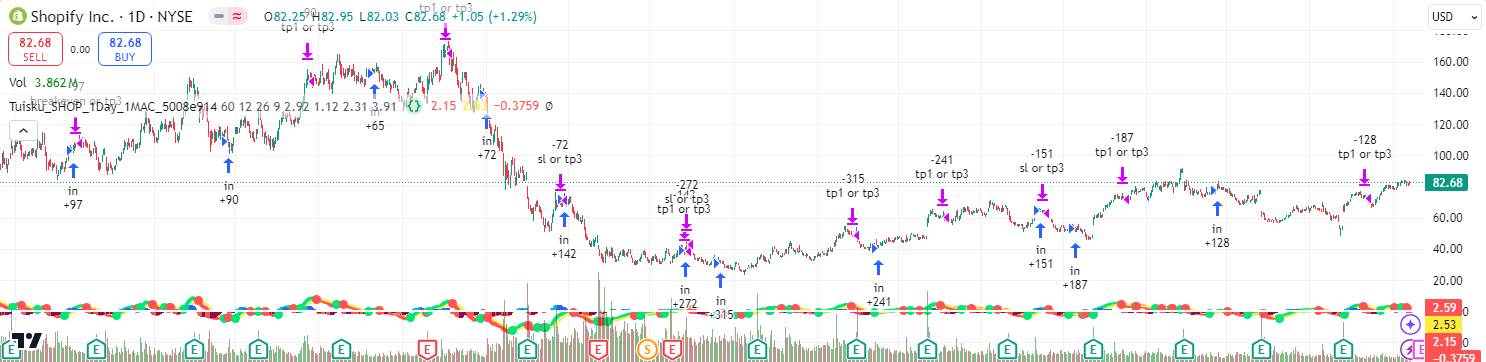 Shopify Inc. · 1D · NYSE
O82.25 H82.95 L82.03 C82.68 +1.05 (+1.29%)
USD
82.68
SELL
0.00
82.68
BUY
Vol 3.862 M
Tuisku_SHOP_1Day_1MAC_5008e914 60 12 26 9 2.92 1.12 2.31 3.91
2.15
−0.3759 Ø
breakeven or tp3
in
+97
in
+90
-90
tp1 or tp3
in
+65
tp1 or tp3
in
+72
-72
sl or tp3
in
+142
-272
sl or tp3
tp1 or tp3
in
+272
in
+315
-315
tp1 or tp3
in
+241
-241
tp1 or tp3
-151
sl or tp3
in
+151
in
+187
-187
tp1 or tp3
in
+128
-128
tp1 or tp3
160.00
140.00
120.00
100.00
82.68
60.00
40.00
20.00
2.59
2.53
2.15
-0.3759
E
E
E
E
E
E
E
E
S
E
E
E
E
E
E
E
E
E
E